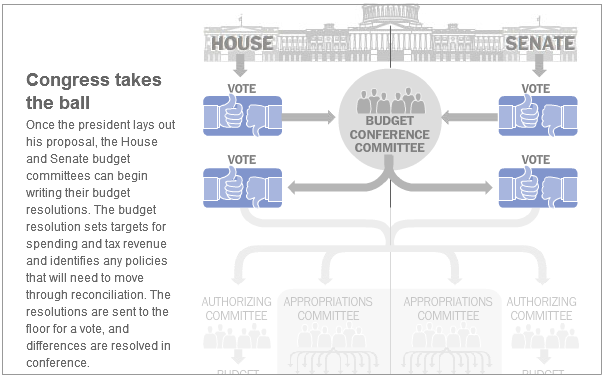 HOUSE
SENATE
VOTE
VOTE
Congress takes
the ball
Once the president lays out
his proposal, the House
and Senate budget
committees can begin
writing their budget
resolutions. The budget
resolution sets targets for
spending and tax revenue
and identifies any policies
that will need to move
through reconciliation. The
resolutions are sent to the
floor for a vote, and
differences are resolved in
conference.
BUDGET
CONFERENCE
COMMITTEE
VOTE
VOTE
AUTHORIZING
COMMITTEE
APPROPRIATIONS
COMMITTEE
APPROPRIATIONS
COMMITTEE
AUTHORIZING
COMMITTEE
BUDGET
BUDGET